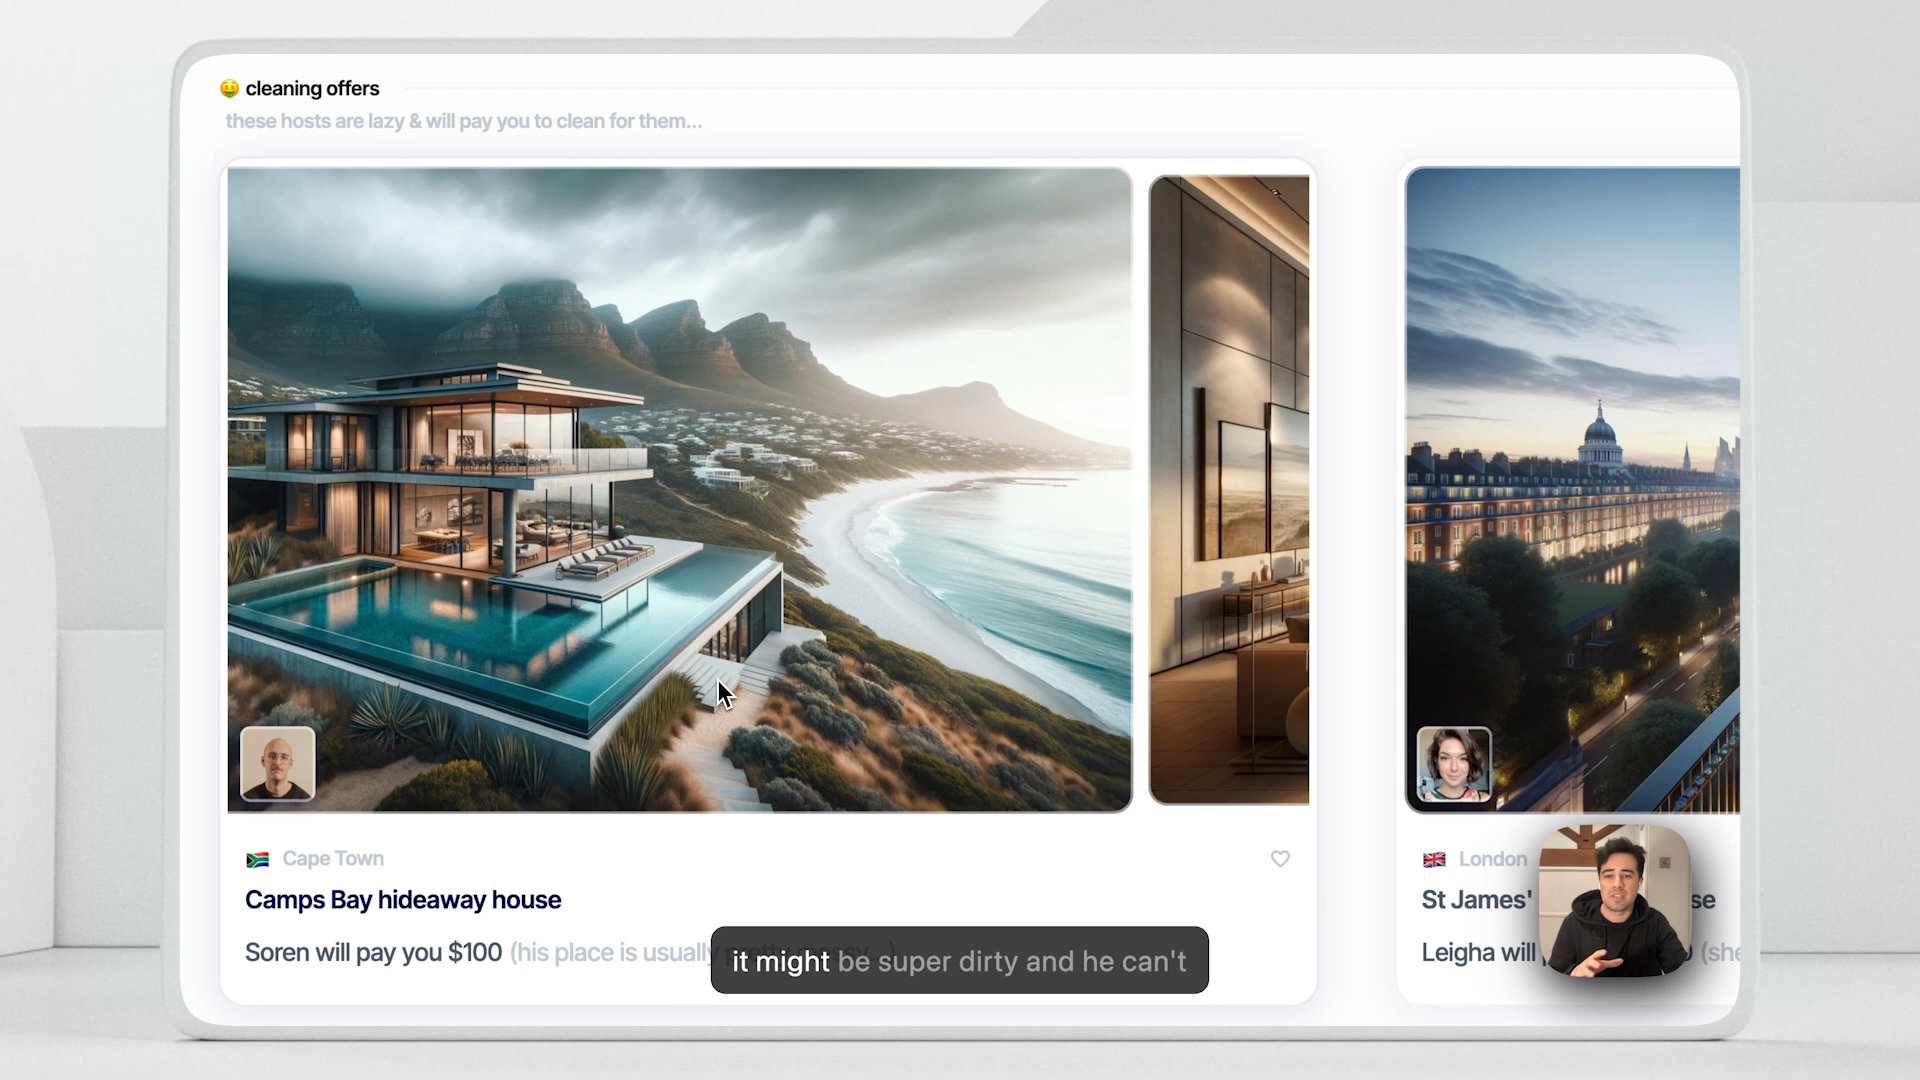 🤑 cleaning offers
these hosts are lazy & will pay you to clean for them...
Cape Town
Camps Bay hideaway house
Soren will pay you $100 (his place is usually pretty messy...)
London
St James' se
Leigha will (she
it might be super dirty and he can't